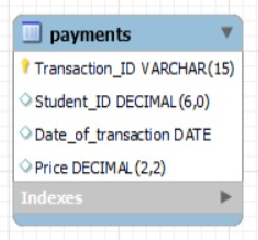 payments
Transaction_ID VARCHAR(15)
Student_ID DECIMAL(6,0)
Date_of_transaction DATE
Price DECIMAL(2,2)
Indexes